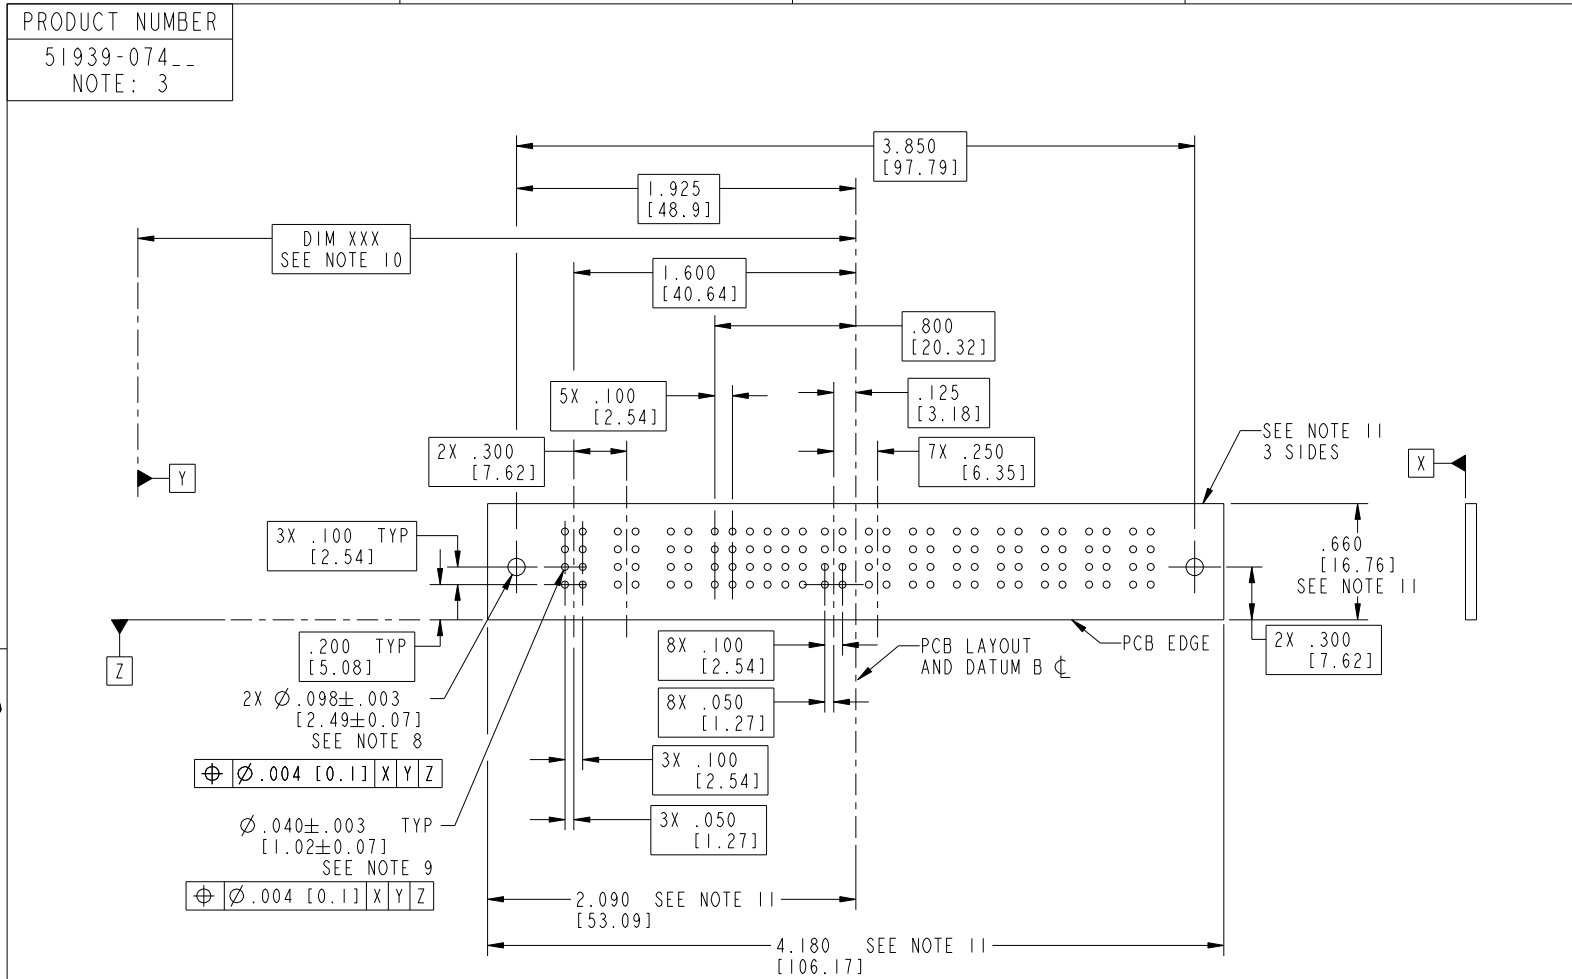 PRODUCT NUMBER
51939-074__
NOTE: 3
3.850
[97.79]
1.925
[48.9]
DIM XXX
SEE NOTE 10
1.600
[40.64]
.800
[20.32]
5X .100
[2.54]
.125
[3.18]
2X .300
[7.62]
7X .250
[6.35]
SEE NOTE 11
3 SIDES
Y
X
3X .100 TYP
[2.54]
.660
[16.76]
SEE NOTE 11
.200 TYP
[5.08]
Z
8X .100
[2.54]
PCB LAYOUT
AND DATUM B ℄
PCB EDGE
2X .300
[7.62]
2X Ø.098±.003
[2.49±0.07]
SEE NOTE 8
8X .050
[1.27]
⌖ Ø.004 [0.1] X Y Z
3X .100
[2.54]
Ø.040±.003 TYP
[1.02±0.07]
SEE NOTE 9
3X .050
[1.27]
⌖ Ø.004 [0.1] X Y Z
2.090 SEE NOTE 11
[53.09]
4.180 SEE NOTE 11
[106.17]